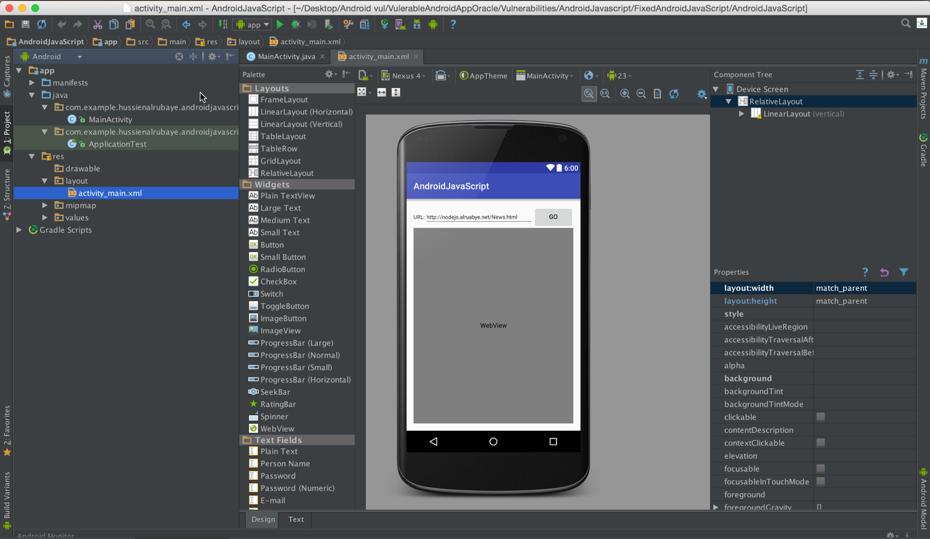 activity_main.xml - AndroidJavaScript - [~/Desktop/Android vul/VulerableAndroidAppOracle/Vulnerabilities/AndroidJavaScript/FixedAndroidJavaScript/AndroidJavaScript]
app
AndroidJavaScript
app
src
main
res
layout
activity_main.xml
Captures
1: Project
7: Structure
2: Favorites
Build Variants
Android
app
manifests
java
com.example.hussienalrubaye.androidjavascri
MainActivity
com.example.hussienalrubaye.androidjavascri
ApplicationTest
res
drawable
layout
activity_main.xml
mipmap
values
Gradle Scripts
MainActivity.java
activity_main.xml
Palette
Layouts
FrameLayout
LinearLayout (Horizontal)
LinearLayout (Vertical)
TableLayout
TableRow
GridLayout
RelativeLayout
Widgets
Plain TextView
Large Text
Medium Text
Small Text
Button
Small Button
RadioButton
CheckBox
Switch
ToggleButton
ImageButton
ImageView
ProgressBar (Large)
ProgressBar (Normal)
ProgressBar (Small)
ProgressBar (Horizontal)
SeekBar
RatingBar
Spinner
WebView
Text Fields
Plain Text
Person Name
Password
Password (Numeric)
E-mail
Nexus 4
AppTheme
MainActivity
23
6:00
AndroidJavaScript
URL: http://nodejs.alruabye.net/News.html
GO
WebView
Design
Text
Component Tree
Device Screen
RelativeLayout
LinearLayout (vertical)
Properties
layout:width match_parent
layout:height match_parent
style
accessibilityLiveRegion
accessibilityTraversalAft
accessibilityTraversalBef
alpha
background
backgroundTint
backgroundTintMode
clickable
contentDescription
contextClickable
elevation
focusable
focusableInTouchMode
foreground
foregroundGravity []
Maven Projects
Gradle
Android Model
Android Monitor